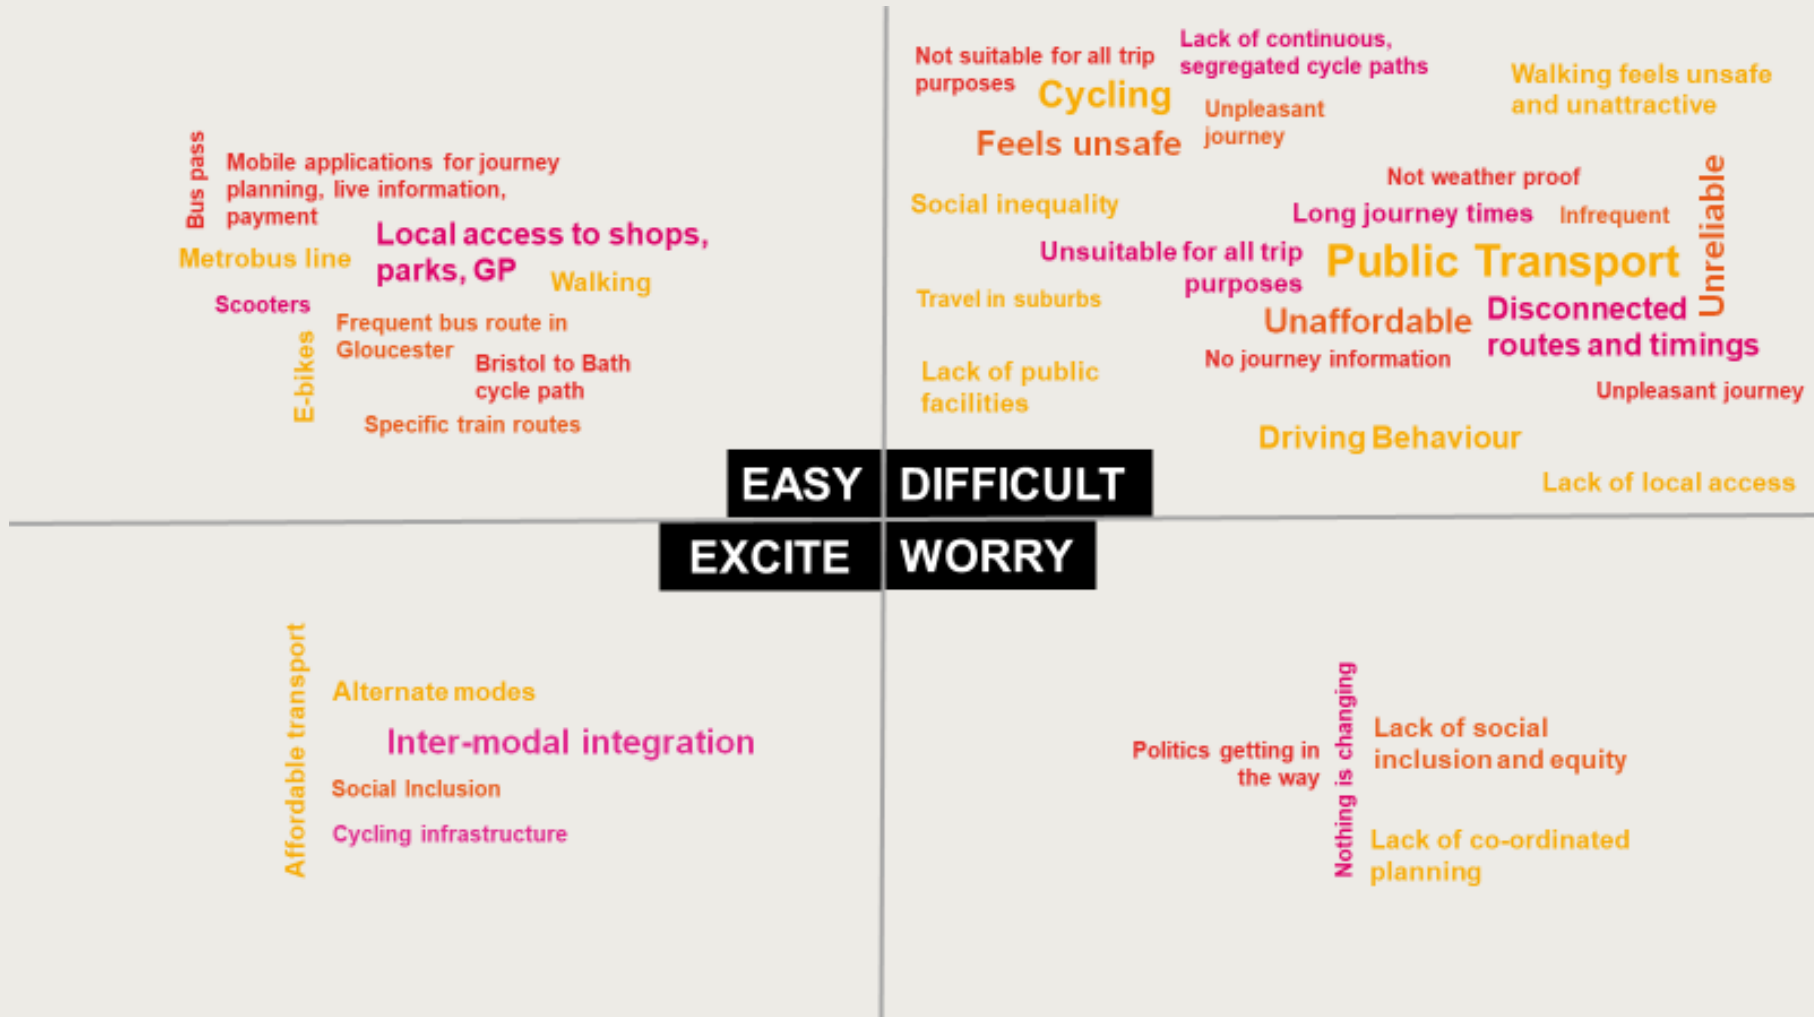 Bus pass
Mobile applications for journey
planning, live information,
payment
Local access to shops,
parks, GP
Metrobus line
Walking
Scooters
E-bikes
Frequent bus route in
Gloucester
Bristol to Bath
cycle path
Specific train routes
EASY
Not suitable for all trip
purposes
Cycling
Lack of continuous,
segregated cycle paths
Feels unsafe
Unpleasant
journey
Walking feels unsafe
and unattractive
Social inequality
Not weather proof
Long journey times
Infrequent
Unreliable
Unsuitable for all trip
purposes
Public Transport
Travel in suburbs
Unaffordable
Disconnected
routes and timings
No journey information
Lack of public
facilities
Unpleasant journey
Driving Behaviour
Lack of local access
DIFFICULT
EXCITE
Affordable transport
Alternate modes
Inter-modal integration
Social Inclusion
Cycling infrastructure
WORRY
Politics getting in
the way
Nothing is changing
Lack of social
inclusion and equity
Lack of co-ordinated
planning